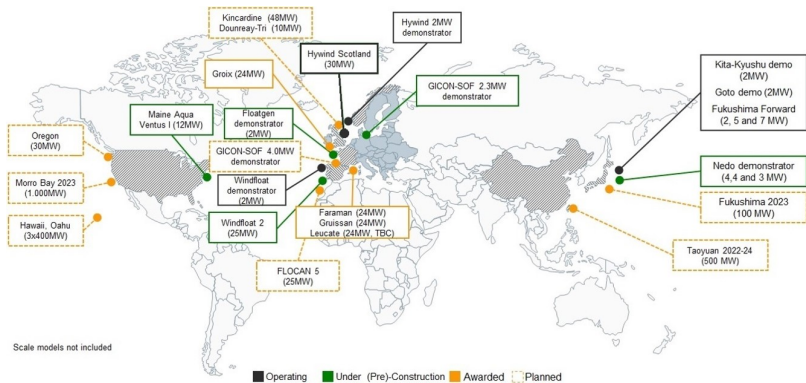 Kincardine (48MW)
Dounreay-Tri (10MW)
Hywind 2MW
demonstrator
Hywind Scotland
(30MW)
Groix (24MW)
GICON-SOF 2.3MW
demonstrator
Kita-Kyushu demo
(2MW)
Goto demo (2MW)
Fukushima Forward
(2, 5 and 7 MW)
Maine Aqua
Ventus I (12MW)
Floatgen
demonstrator
(2MW)
Oregon
(30MW)
GICON-SOF 4.0MW
demonstrator
Morro Bay 2023
(1.000MW)
Windfloat
demonstrator
(2MW)
Nedo demonstrator
(4,4 and 3 MW)
Fukushima 2023
(100 MW)
Hawaii, Oahu
(3x400MW)
Windfloat 2
(25MW)
Faraman (24MW)
Gruissan (24MW)
Leucate (24MW, TBC)
Taoyuan 2022-24
(500 MW)
FLOCAN 5
(25MW)
Scale models not included
Operating
Under (Pre)-Construction
Awarded
Planned